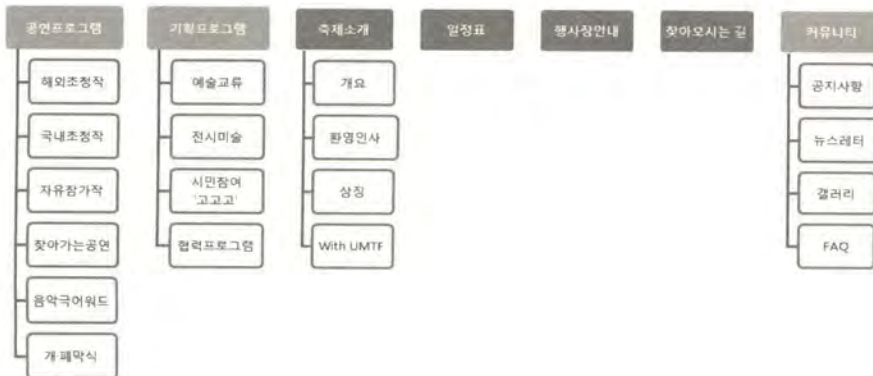 공연프로그램
해외초청작
국내초청작
자유참가작
찾아가는공연
음악극어워드
개·폐막식
기획프로그램
예술교류
전시미술
시민참여
'고고고'
협력프로그램
축제소개
개요
환영인사
상징
With UMTF
일정표
행사장안내
찾아오시는 길
커뮤니티
공지사항
뉴스레터
갤러리
FAQ